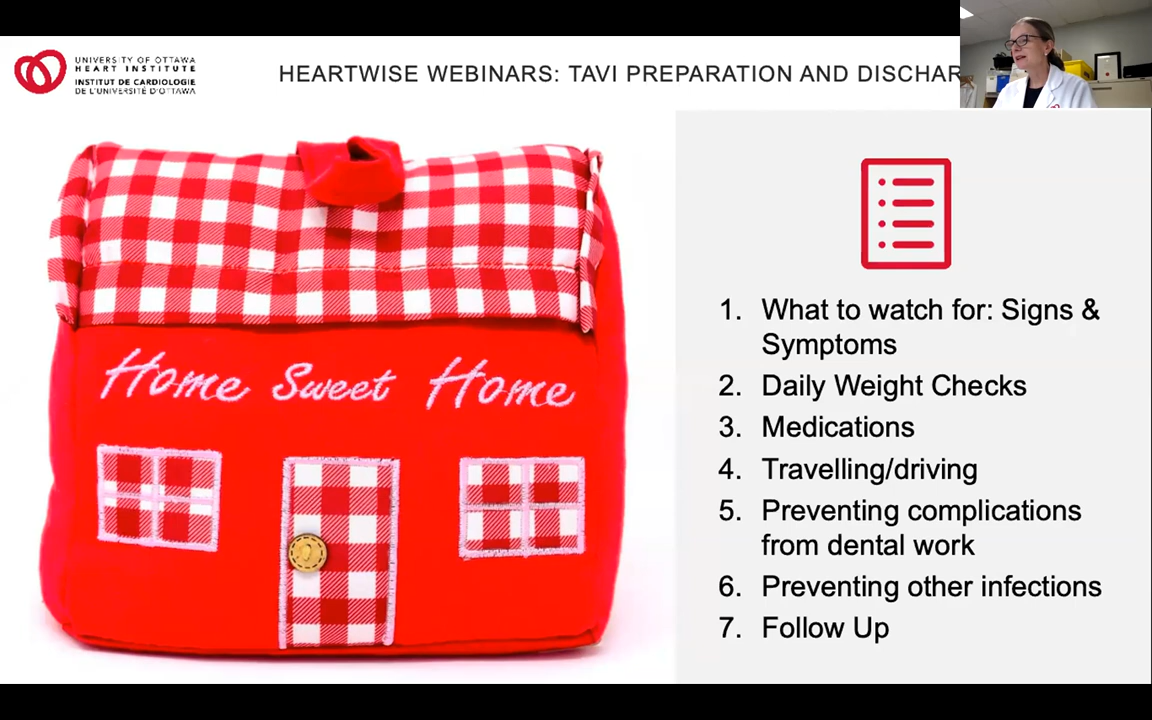 UNIVERSITY OF OTTAWA
HEART INSTITUTE
INSTITUT DE CARDIOLOGIE
DE L'UNIVERSITÉ D'OTTAWA
HEARTWISE WEBINARS: TAVI PREPARATION AND DISCHAR
Home Sweet Home
1. What to watch for: Signs &
Symptoms
2. Daily Weight Checks
3. Medications
4. Travelling/driving
5. Preventing complications
from dental work
6. Preventing other infections
7. Follow Up